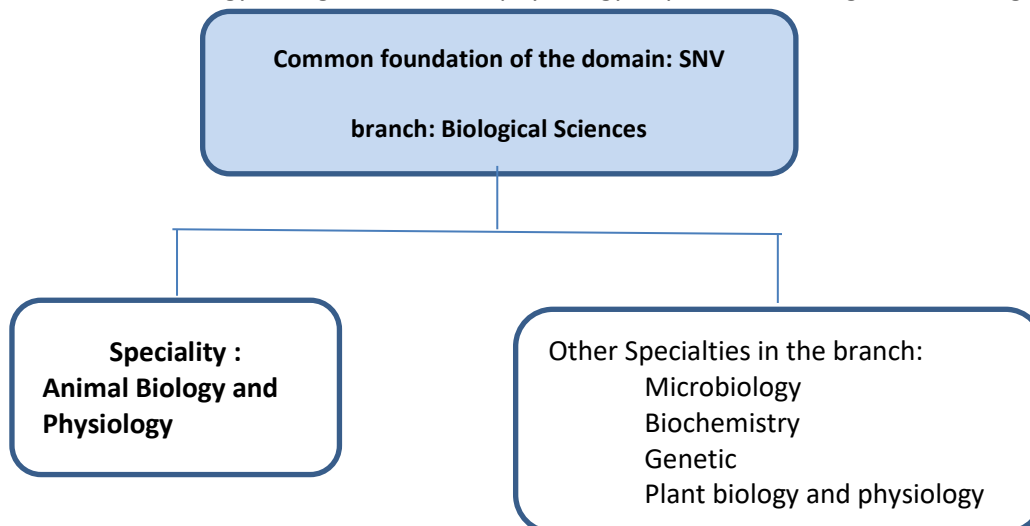 Common foundation of the domain: SNV
branch: Biological Sciences
Speciality :
Animal Biology and
Physiology
Other Specialties in the branch:
Microbiology
Biochemistry
Genetic
Plant biology and physiology